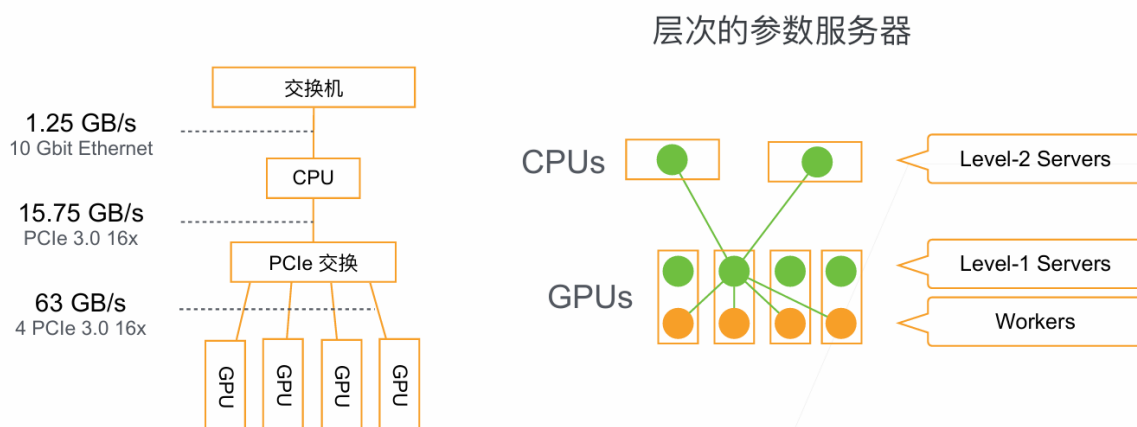 层次的参数服务器
交换机
1.25 GB/s
10 Gbit Ethernet
CPU
15.75 GB/s
PCIe 3.0 16x
PCIe 交换
63 GB/s
4 PCIe 3.0 16x
GPU
GPU
GPU
GPU
CPUs
Level-2 Servers
GPUs
Level-1 Servers
Workers